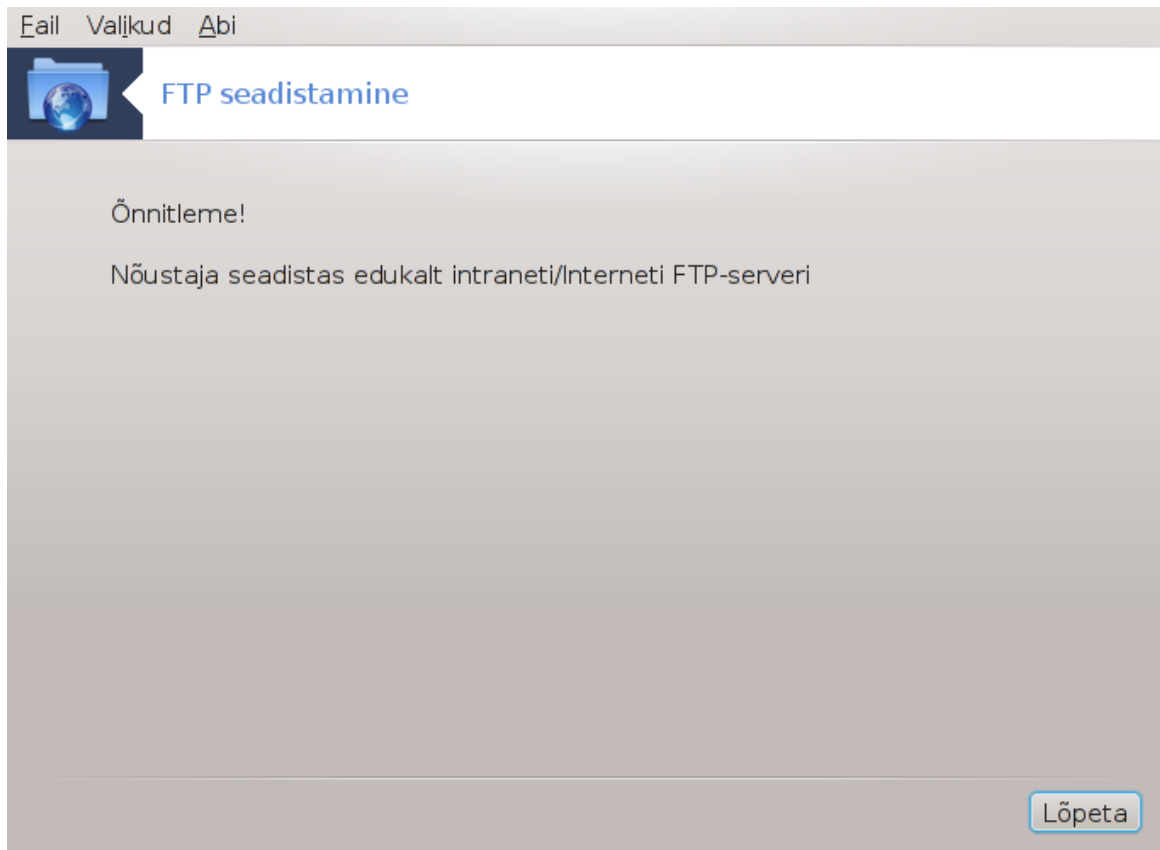 Fail Valikud Abi
FTP seadistamine
Õnnitleme!
Nõustaja seadistas edukalt intraneti/Interneti FTP-serveri
Lõpeta